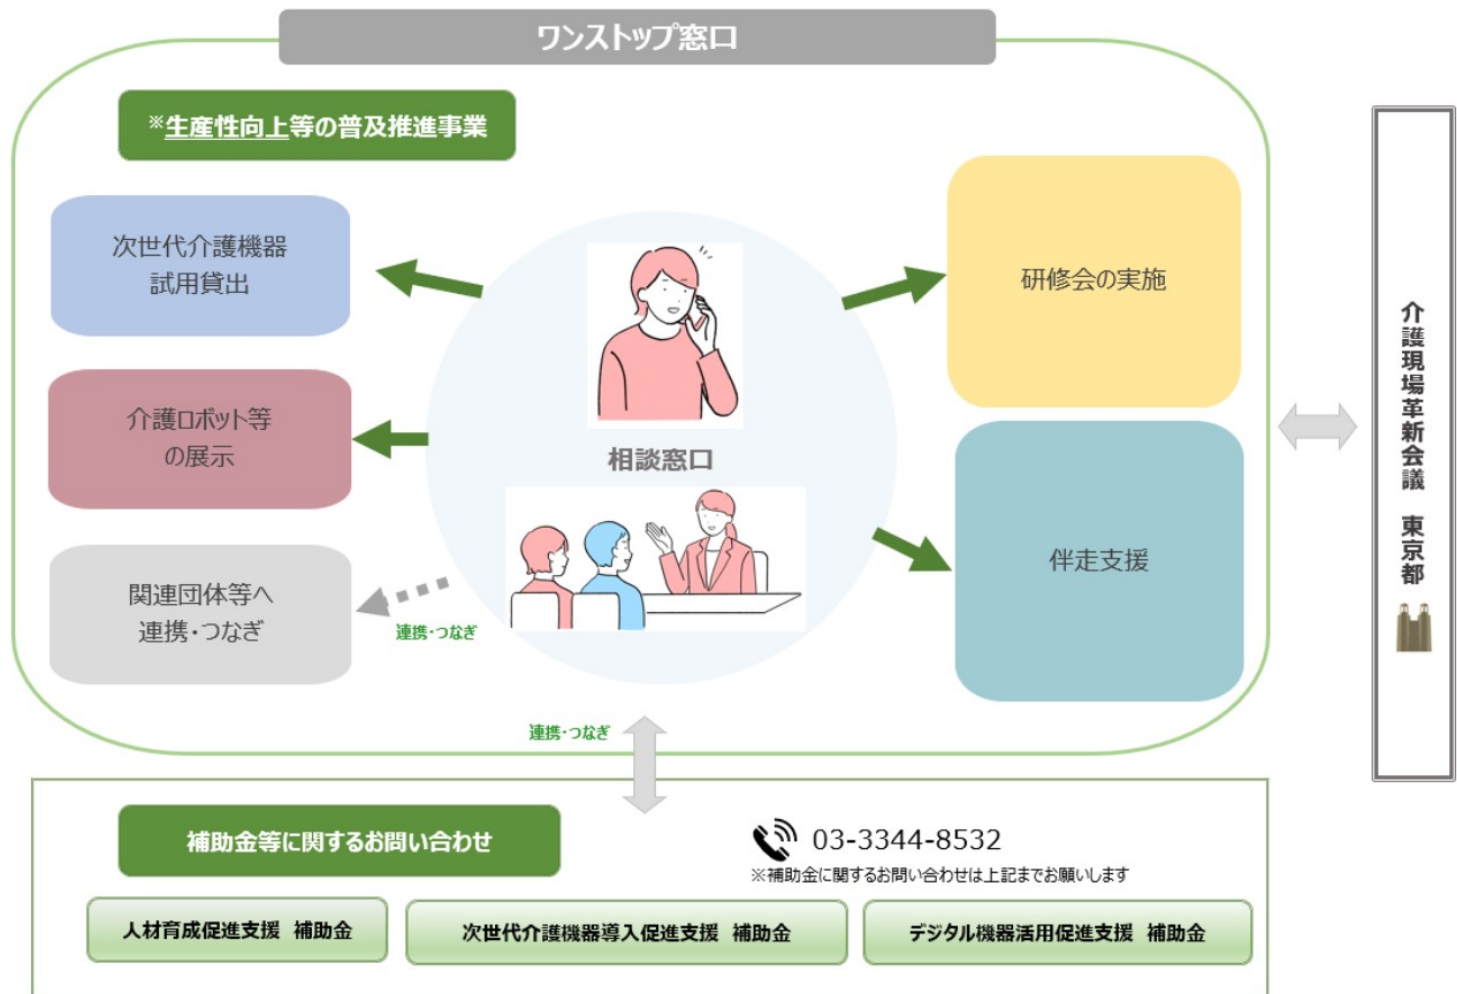 ワンストップ窓口
※生産性向上等の普及推進事業
次世代介護機器
試用貸出
介護ロボット等
の展示
関連団体等へ
連携・つなぎ
連携・つなぎ
相談窓口
研修会の実施
伴走支援
介護現場革新会議 東京都
連携・つなぎ
補助金等に関するお問い合わせ
03-3344-8532
※補助金に関するお問い合わせは上記までお願いします
人材育成促進支援 補助金
次世代介護機器導入促進支援 補助金
デジタル機器活用促進支援 補助金